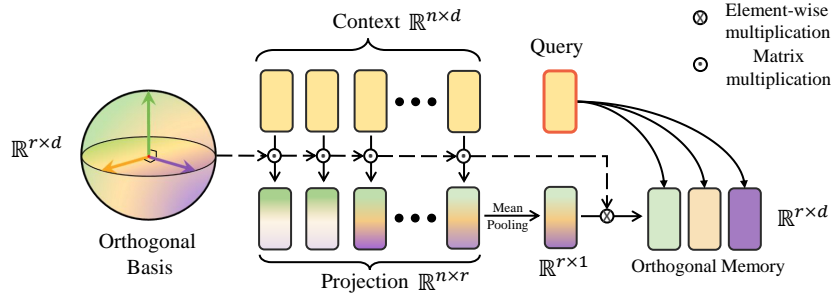 Context ℝ^{n×d}
Element-wise
multiplication
Query
Matrix
multiplication
ℝ^{r×d}
Mean
Pooling
ℝ^{r×d}
Orthogonal
Basis
ℝ^{r×1}
Orthogonal Memory
Projection ℝ^{n×r}